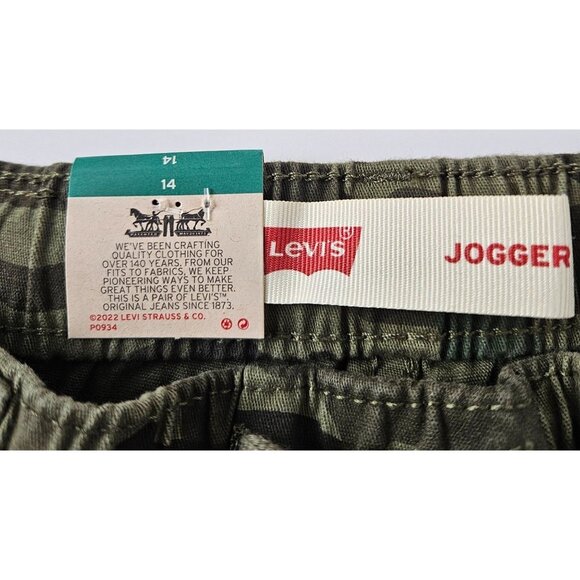 14
14
WE'VE BEEN CRAFTING
QUALITY CLOTHING FOR
OVER 140 YEARS. FROM OUR
FITS TO FABRICS, WE KEEP
PIONEERING WAYS TO MAKE
GREAT THINGS EVEN BETTER.
THIS IS A PAIR OF LEVI'S™
ORIGINAL JEANS SINCE 1873.
©2022 LEVI STRAUSS & CO.
P0934
LEVI'S®
JOGGER